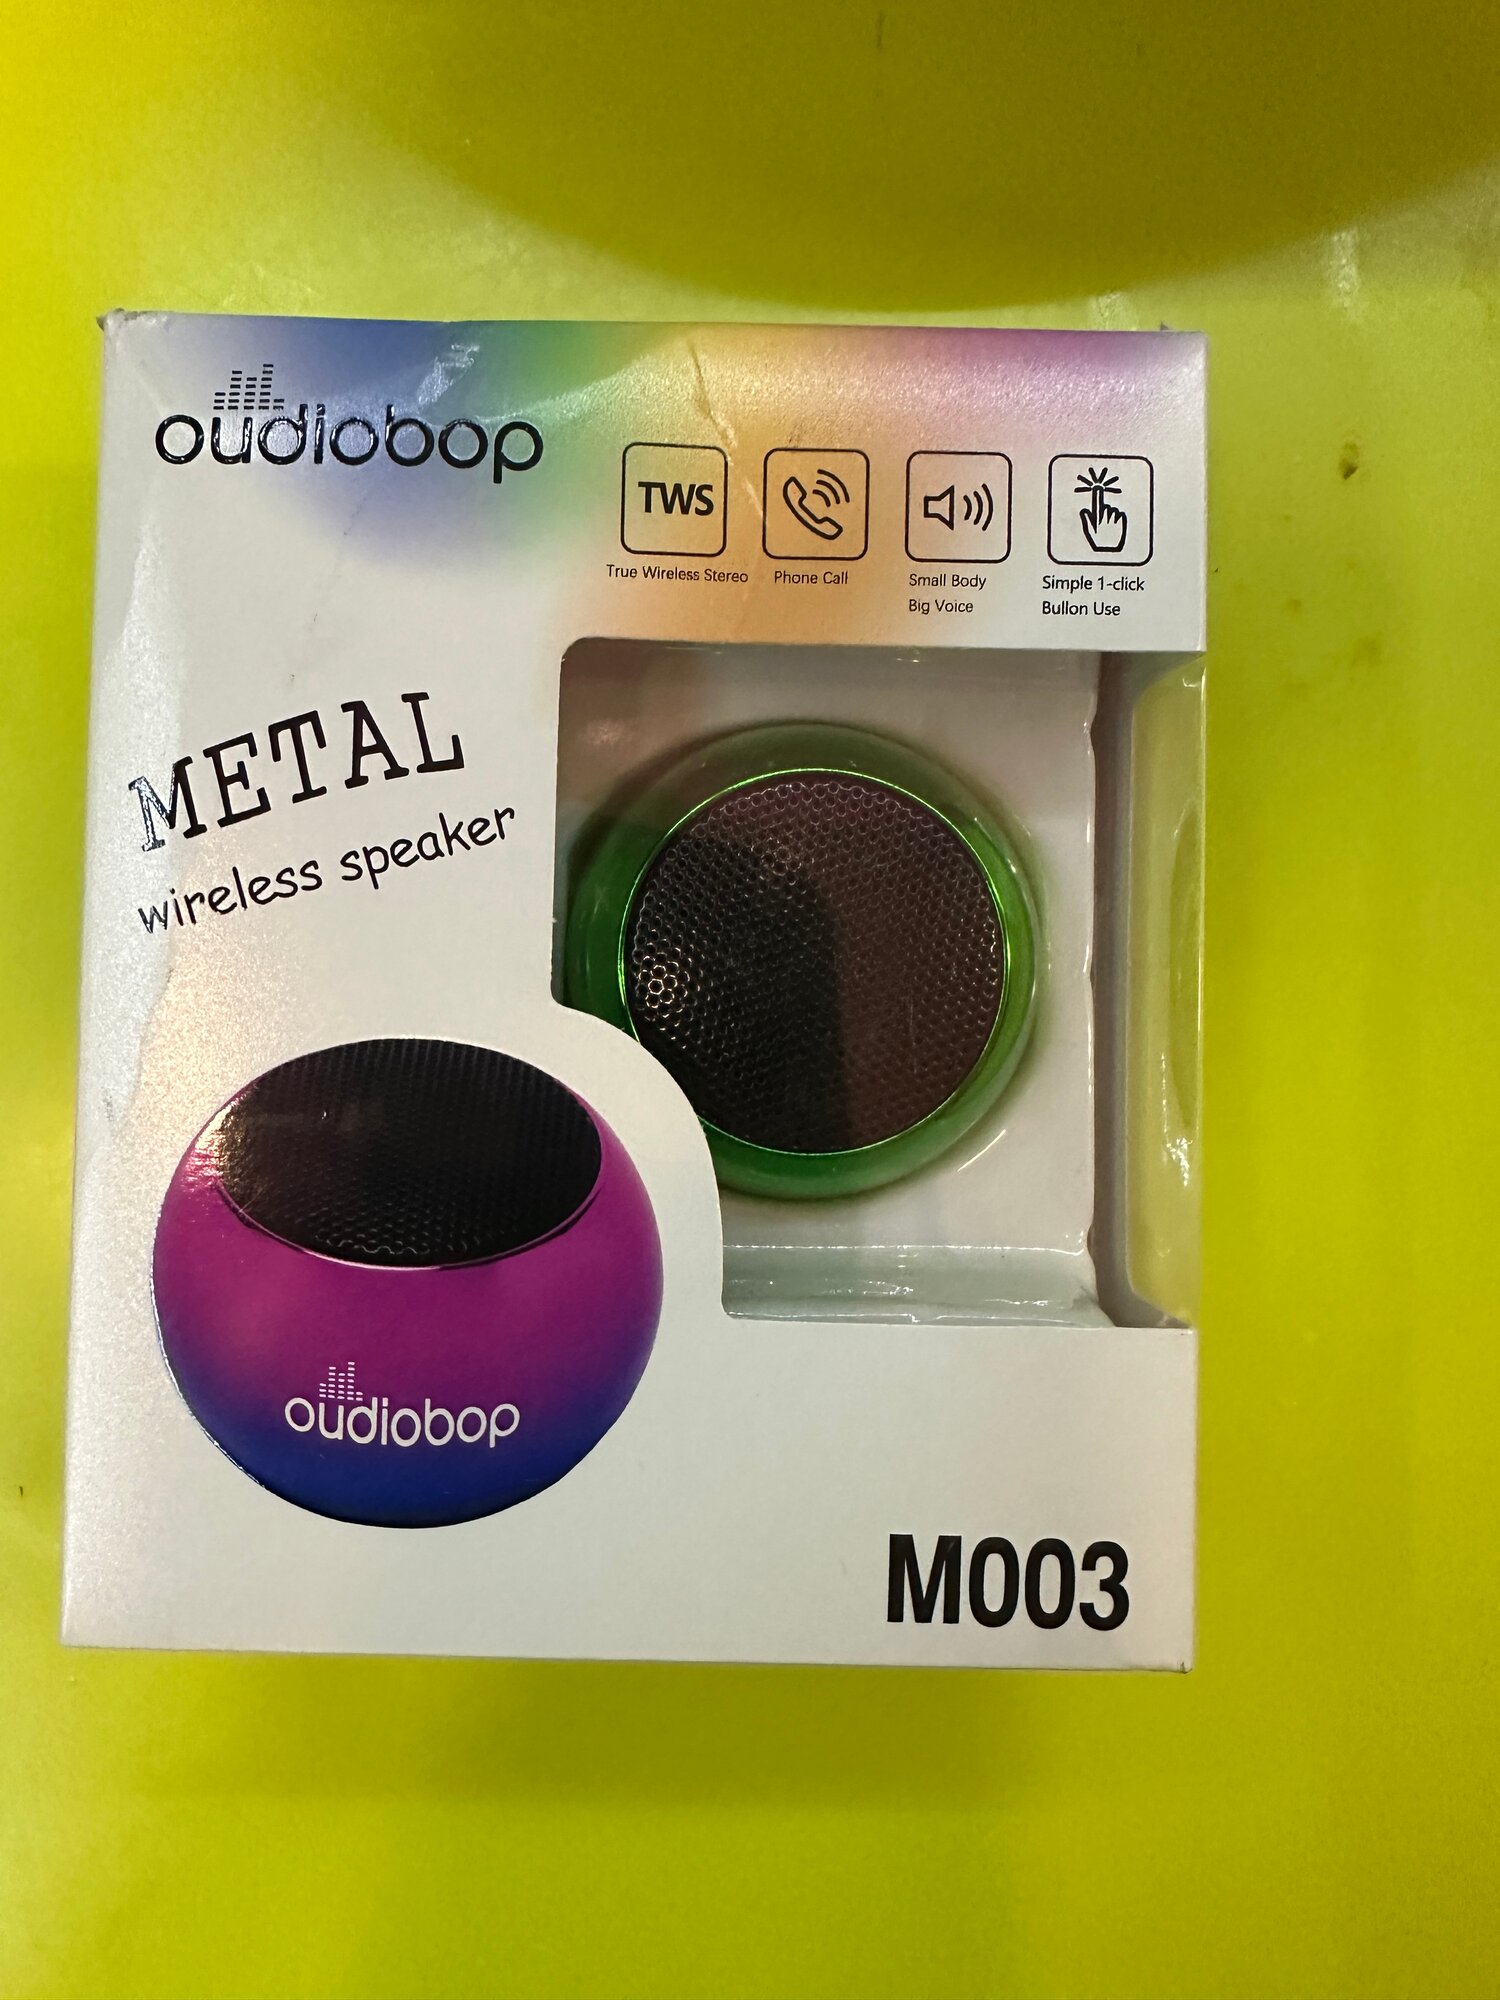 oudiobop
TWS
True Wireless Stereo
Phone Call
Small Body
Big Voice
Simple 1-click
Bullon Use
METAL
wireless speaker
oudiobop
M003